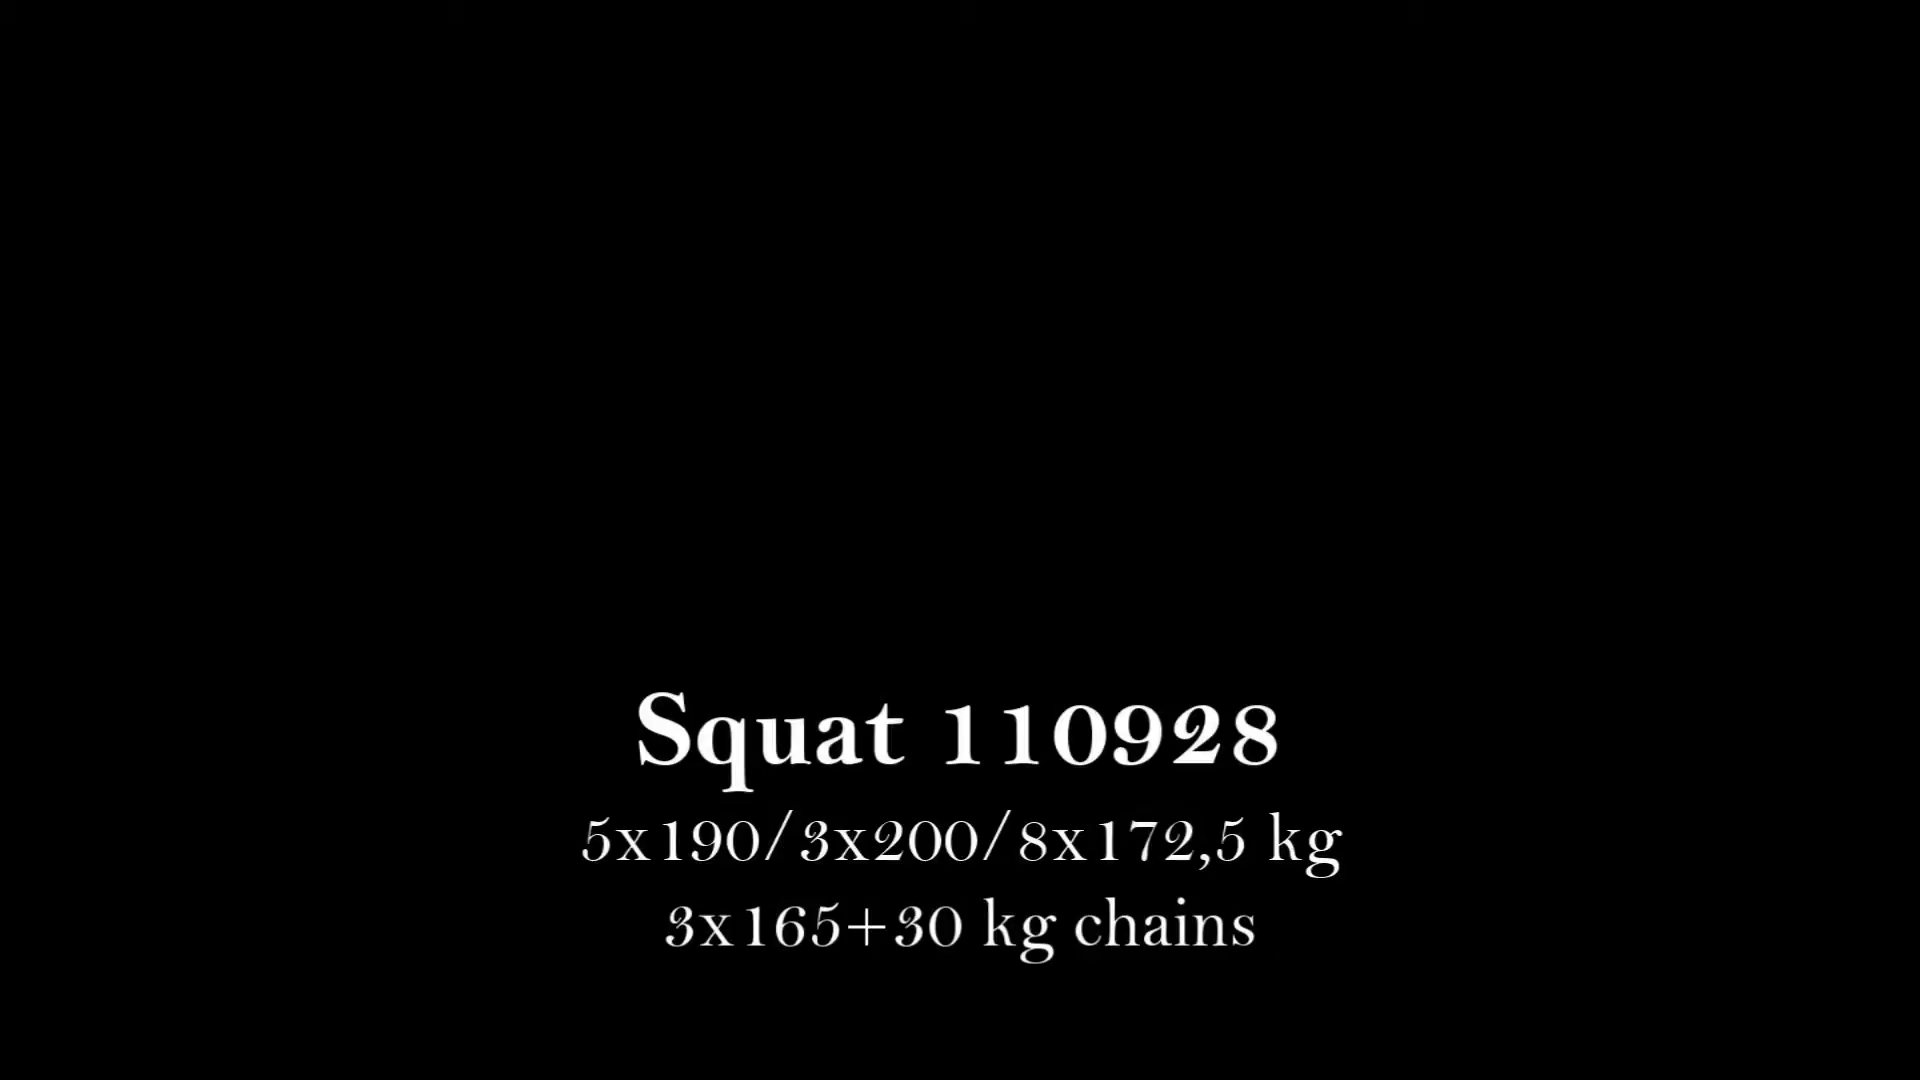 Squat 110928
5x190/3x200/8x172,5 kg
3x165+30 kg chains